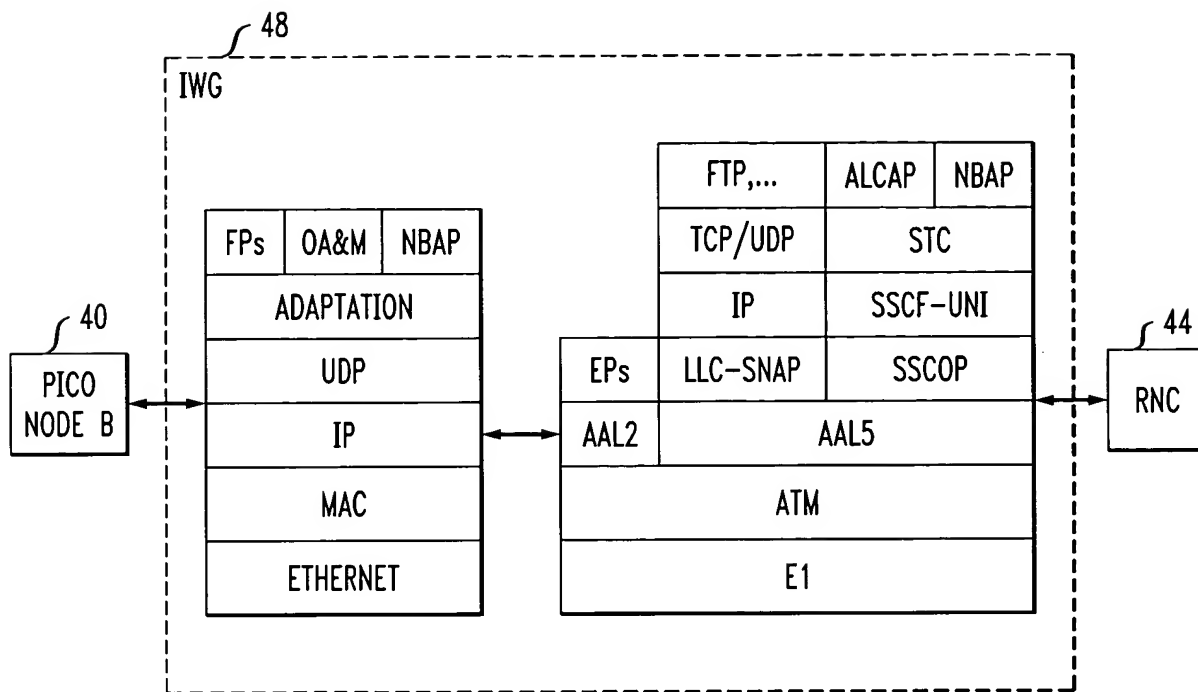 48
IWG
FTP,... ALCAP NBAP
FPs OA&M NBAP TCP/UDP STC
ADAPTATION IP SSCF-UNI
40
PICO
NODE B
UDP
EPs LLC-SNAP SSCOP
44
RNC
IP
AAL2 AAL5
MAC ATM
ETHERNET E1